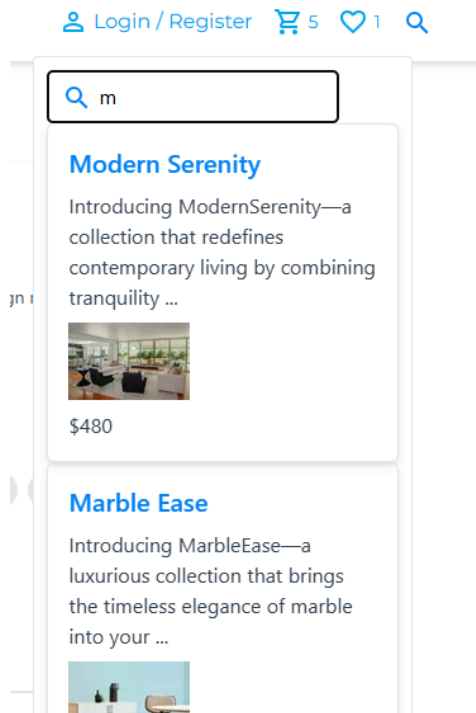 Login / Register 5 1
m
Modern Serenity
Introducing ModernSerenity—a
collection that redefines
contemporary living by combining
tranquility ...
$480
Marble Ease
Introducing MarbleEase—a
luxurious collection that brings
the timeless elegance of marble
into your ...